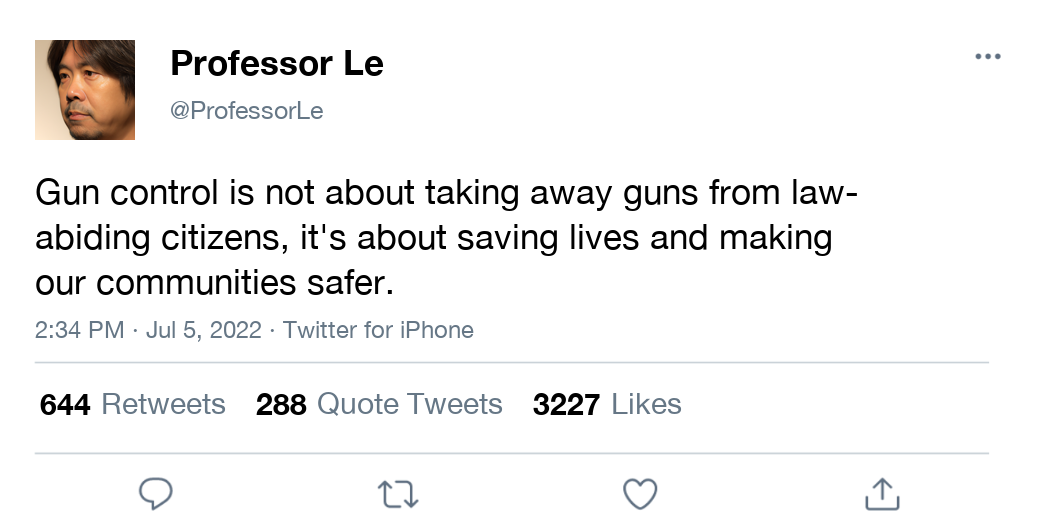 Professor Le
@ProfessorLe
Gun control is not about taking away guns from law-
abiding citizens, it's about saving lives and making
our communities safer.
2:34 PM · Jul 5, 2022 · Twitter for iPhone
644 Retweets 288 Quote Tweets 3227 Likes